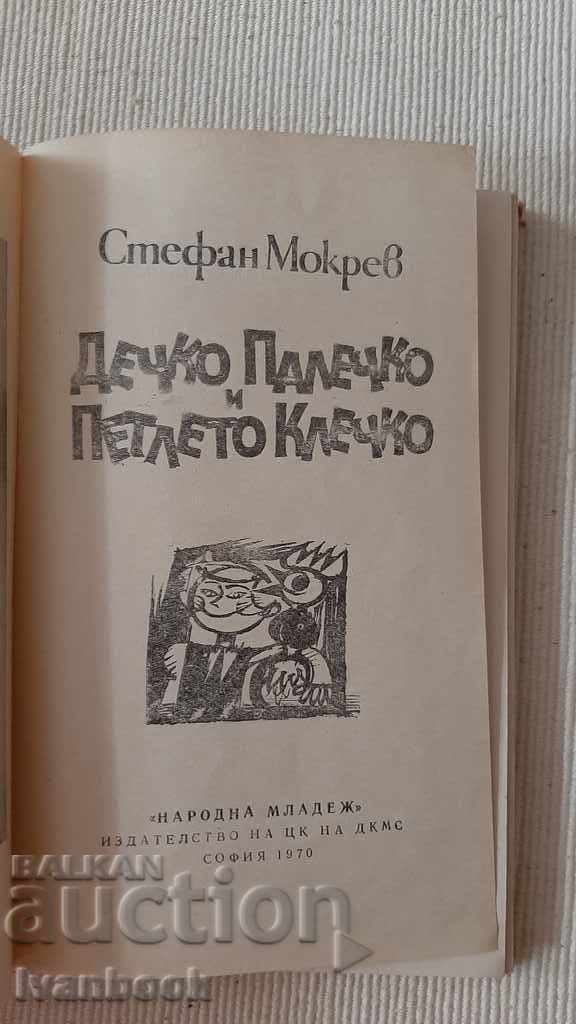 Стефан Мокрев
Дечко Палечко
и
Петлето Клечко
«НАРОДНА МЛАДЕЖ»
ИЗДАТЕЛСТВО НА ЦК НА ДКМС
СОФИЯ 1970
BALKAN
auction
Ivanbook